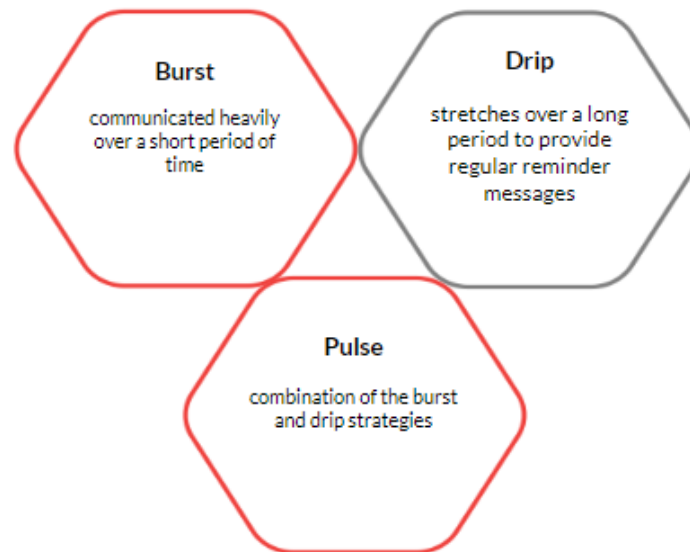 Burst
communicated heavily
over a short period of
time
Drip
stretches over a long
period to provide
regular reminder
messages
Pulse
combination of the burst
and drip strategies